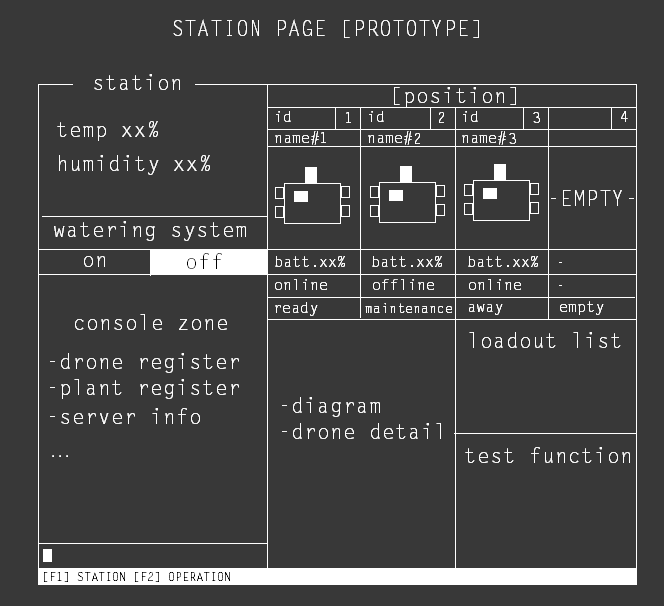 STATION PAGE [PROTOTYPE]
station
temp xx%
humidity xx%
watering system
on off
console zone
-drone register
-plant register
-server info
...
[position]
id 1 id 2 id 3 4
name#1 name#2 name#3
-EMPTY-
batt.xx% batt.xx% batt.xx% -
online offline online -
ready maintenance away empty
-diagram
-drone detail
loadout list
test function
[F1] STATION [F2] OPERATION